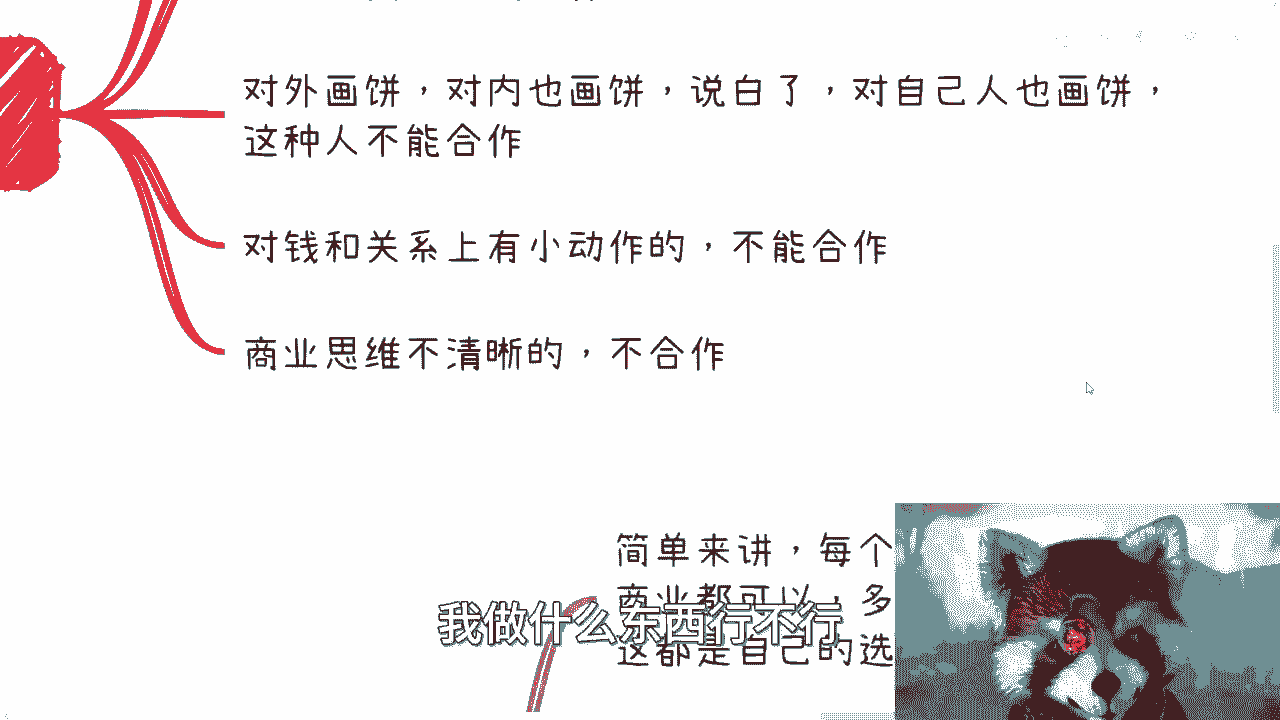 对外画饼，对内也画饼，说白了，对自己人也画饼，
这种人不能合作
对钱和关系上有小动作的，不能合作
商业思维不清晰的，不合作
简单来讲，每个
商业都可以，多
我做什么东西行不行
这都是自己的选